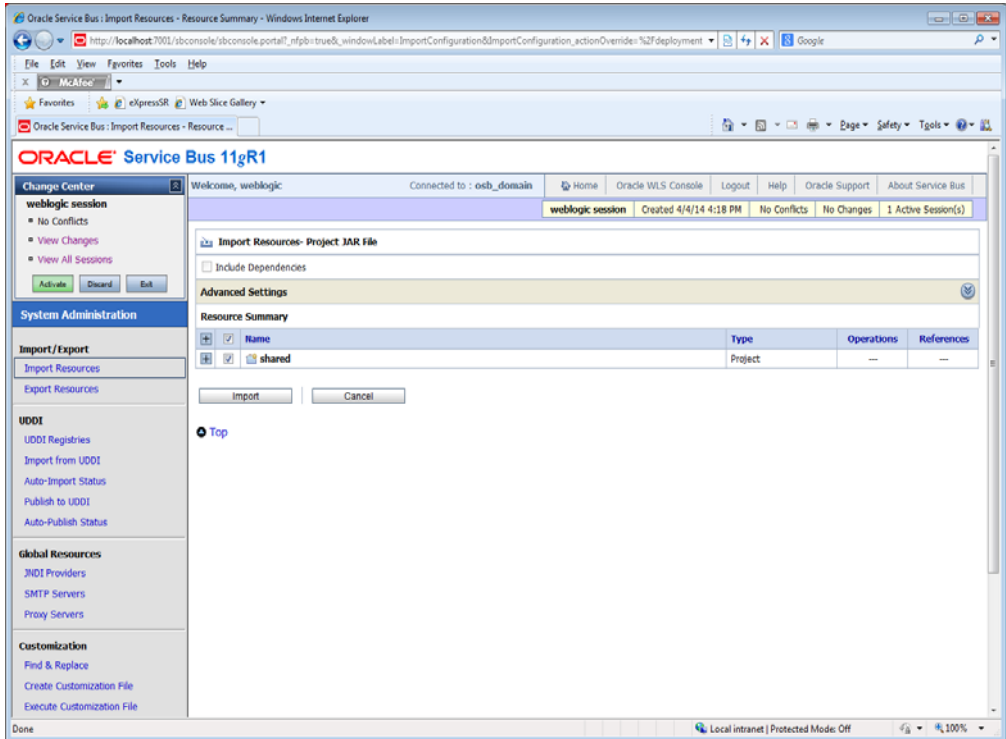 Oracle Service Bus : Import Resources - Resource Summary - Windows Internet Explorer
http://localhost:7001/sbconsole/sbconsole.portal?_nfpb=true&_windowLabel=ImportConfiguration&ImportConfiguration_actionOverride=%2Fdeployment
Google
File Edit View Favorites Tools Help
X McAfee
Favorites eXpressSR Web Slice Gallery
Oracle Service Bus : Import Resources - Resource ...
Page Safety Tools
ORACLE Service Bus 11gR1
Change Center
weblogic session
No Conflicts
View Changes
View All Sessions
Activate Discard Exit
Welcome, weblogic Connected to : osb_domain Home Oracle WLS Console Logout Help Oracle Support About Service Bus
weblogic session Created 4/4/14 4:18 PM No Conflicts No Changes 1 Active Session(s)
Import Resources- Project JAR File
Include Dependencies
Advanced Settings
Resource Summary
Name Type Operations References
shared Project --- ---
Import Cancel
Top
System Administration
Import/Export
Import Resources
Export Resources
UDDI
UDDI Registries
Import from UDDI
Auto-Import Status
Publish to UDDI
Auto-Publish Status
Global Resources
JNDI Providers
SMTP Servers
Proxy Servers
Customization
Find & Replace
Create Customization File
Execute Customization File
Done Local intranet | Protected Mode: Off 100%